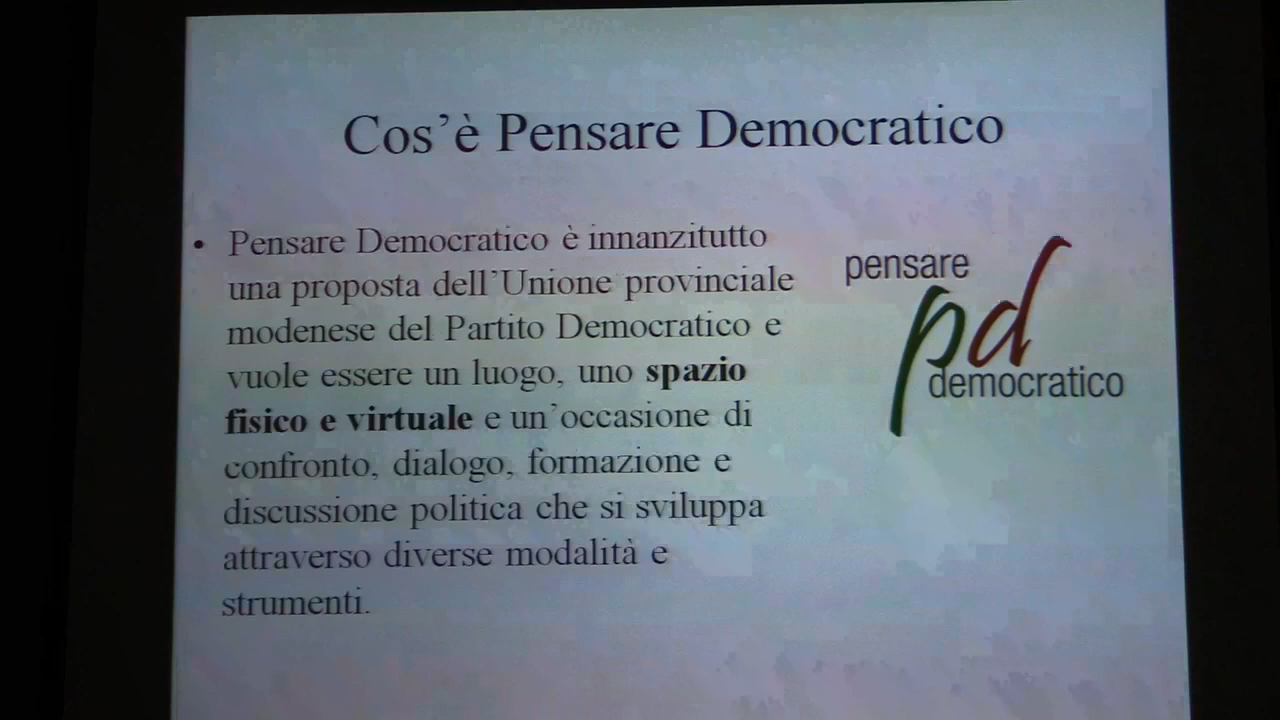 Cos'è Pensare Democratico
• Pensare Democratico è innanzitutto
una proposta dell'Unione provinciale
modenese del Partito Democratico e
vuole essere un luogo, uno spazio
fisico e virtuale e un'occasione di
confronto, dialogo, formazione e
discussione politica che si sviluppa
attraverso diverse modalità e
strumenti.
pensare
pd
democratico